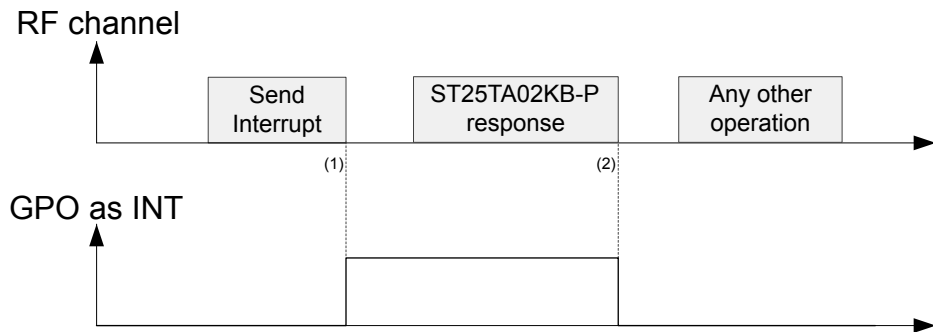 RF channel
Send
Interrupt
ST25TA02KB-P
response
Any other
operation
(1)
(2)
GPO as INT